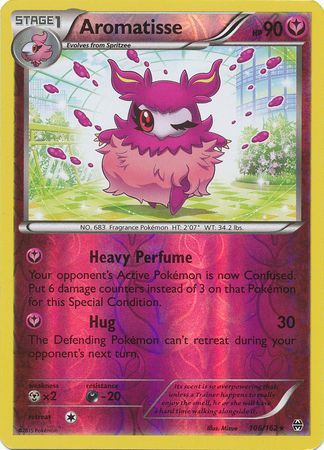 STAGE1 Aromatisse HP 90
Evolves from Spritzee
NO. 683 Fragrance Pokémon HT: 2'07" WT: 34.2 lbs.
Heavy Perfume
Your opponent's Active Pokémon is now Confused.
Put 6 damage counters instead of 3 on that Pokémon
for this Special Condition.
Hug 30
The Defending Pokémon can't retreat during your
opponent's next turn.
weakness resistance
×2 -20
retreat
Its scent is so overpowering that,
unless a Trainer happens to really
enjoy the smell, he or she will have
a hard time walking alongside it.
©2015 Pokémon Illus. Mizue 106/162